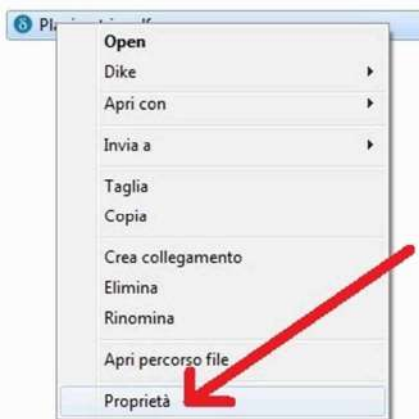 Open
Dike
Apri con
Invia a
Taglia
Copia
Crea collegamento
Elimina
Rinomina
Apri percorso file
Proprietà